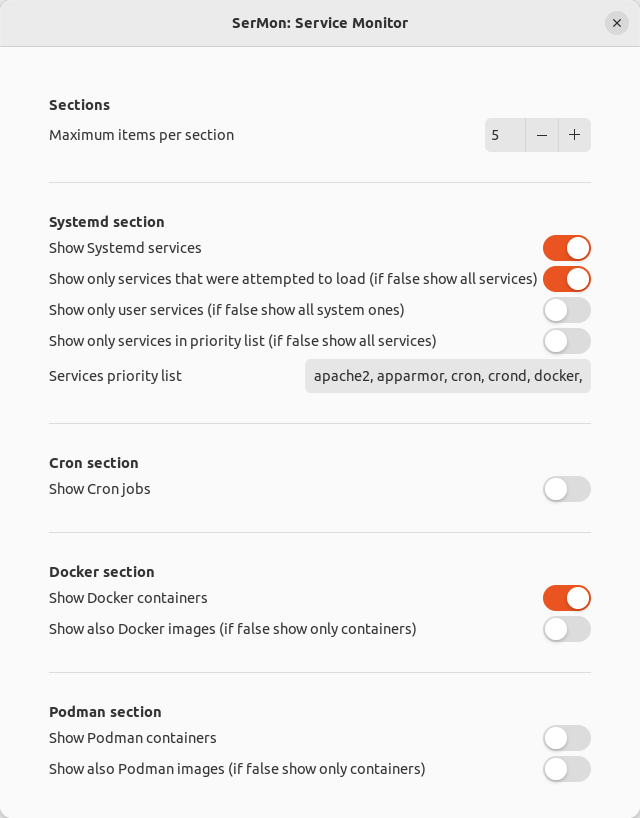 SerMon: Service Monitor
Sections
Maximum items per section 5
Systemd section
Show Systemd services
Show only services that were attempted to load (if false show all services)
Show only user services (if false show all system ones)
Show only services in priority list (if false show all services)
Services priority list apache2, apparmor, cron, crond, docker,
Cron section
Show Cron jobs
Docker section
Show Docker containers
Show also Docker images (if false show only containers)
Podman section
Show Podman containers
Show also Podman images (if false show only containers)